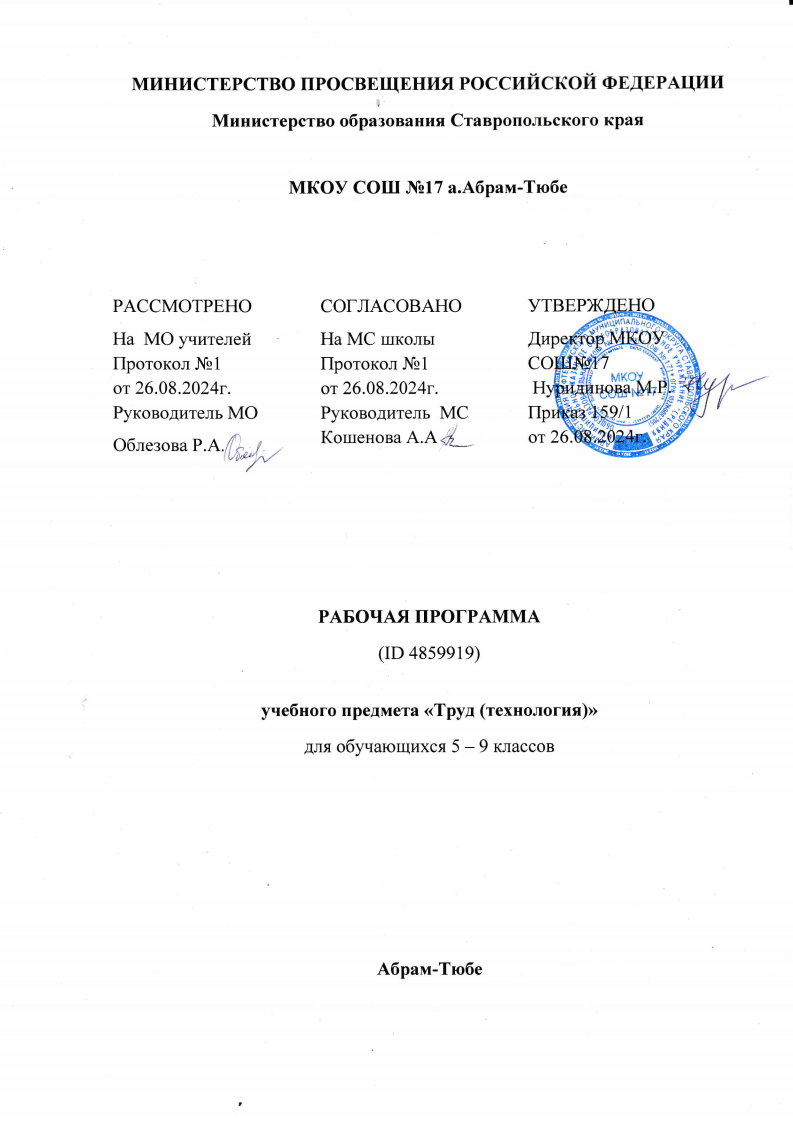 МИНИСТЕРСТВО ПРОСВЕЩЕНИЯ РОССИЙСКОЙ ФЕДЕРАЦИИ
Министерство образования Ставропольского края
МКОУ СОШ №17 а.Абрам-Тюбе
РАССМОТРЕНО
На МО учителей
Протокол №1
от 26.08.2024г.
Руководитель МО
Облезова Р.А.
СОГЛАСОВАНО
На МС школы
Протокол №1
от 26.08.2024г.
Руководитель МС
Кошенова А.А
УТВЕРЖДЕНО
Директор МКОУ
СОШ№17
Нуридинова М.Р.
Приказ 159/1
от 26.08.2024г.
МКОУ
СОШ №17
РАБОЧАЯ ПРОГРАММА
(ID 4859919)
учебного предмета «Труд (технология)»
для обучающихся 5 – 9 классов
Абрам-Тюбе